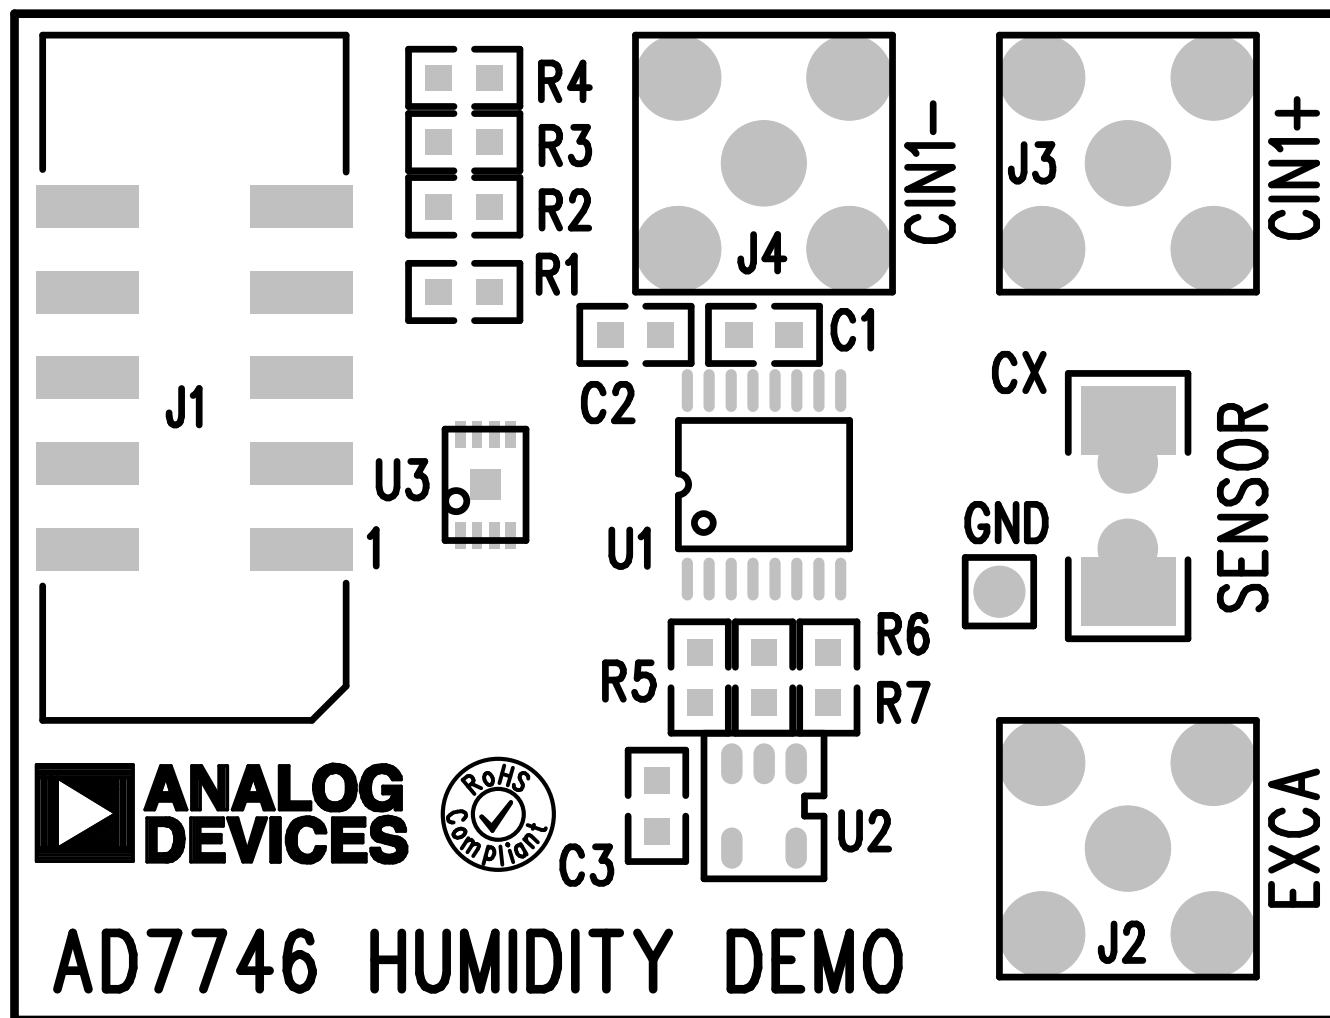 R4
R3
R2
R1
J4
CIN1-
J3
CIN1+
C1
C2
CX
J1
U3
1
U1
GND
SENSOR
R5
R6
R7
ANALOG
DEVICES
RoHS
Compliant
C3
U2
EXCA
J2
AD7746 HUMIDITY DEMO